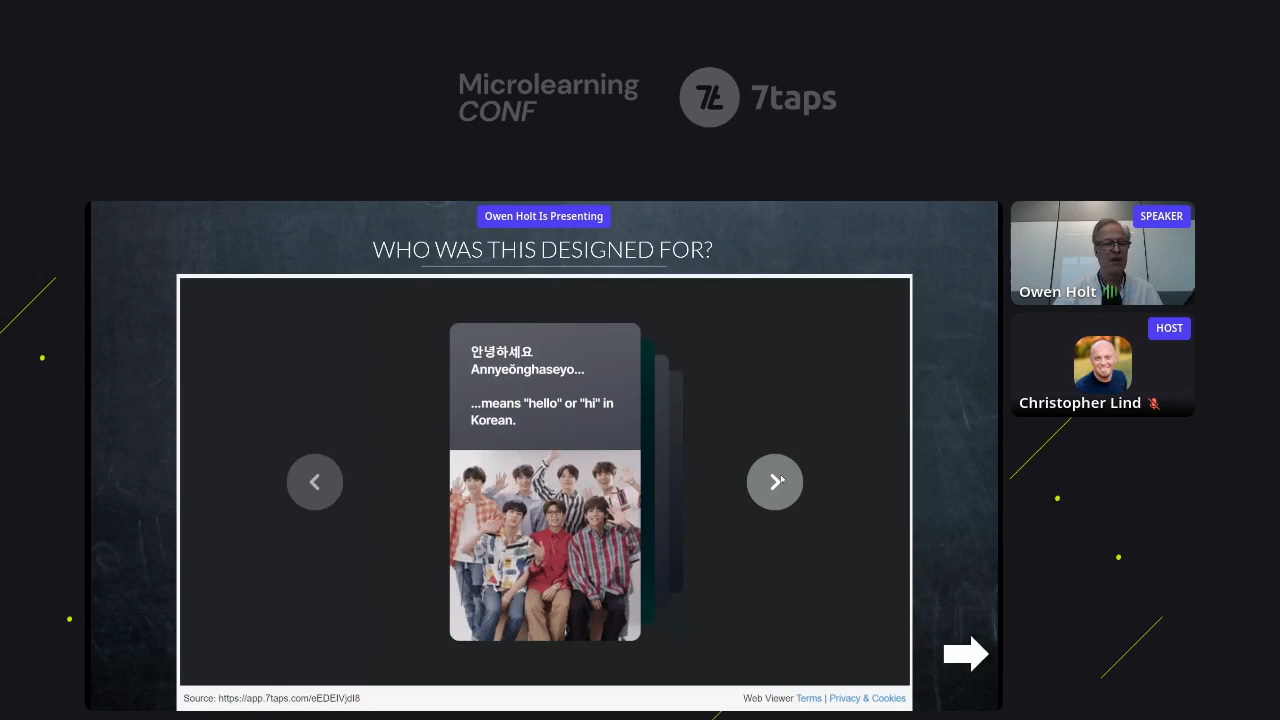 Microlearning
CONF
7taps
Owen Holt Is Presenting
WHO WAS THIS DESIGNED FOR?
안녕하세요
Annyeönghaseyo...
...means "hello" or "hi" in
Korean.
Source: https://app.7taps.com/eEDEIVjdI8
Web Viewer Terms | Privacy & Cookies
SPEAKER
Owen Holt
HOST
Christopher Lind